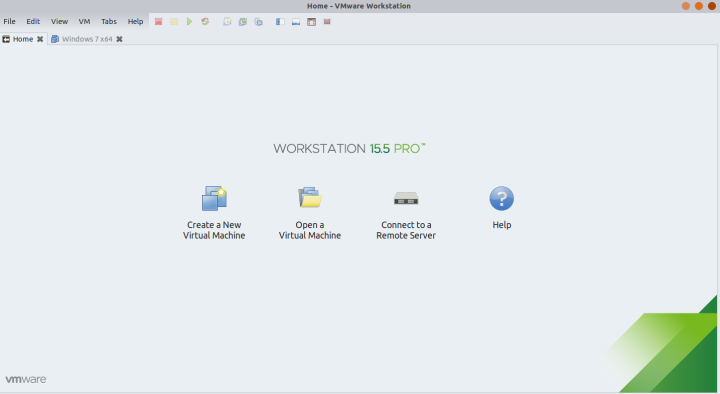 Home - VMware Workstation
File Edit View VM Tabs Help
Home Windows 7 x64
WORKSTATION 15.5 PRO™
Create a New
Virtual Machine
Open a
Virtual Machine
Connect to a
Remote Server
Help
?
vmware